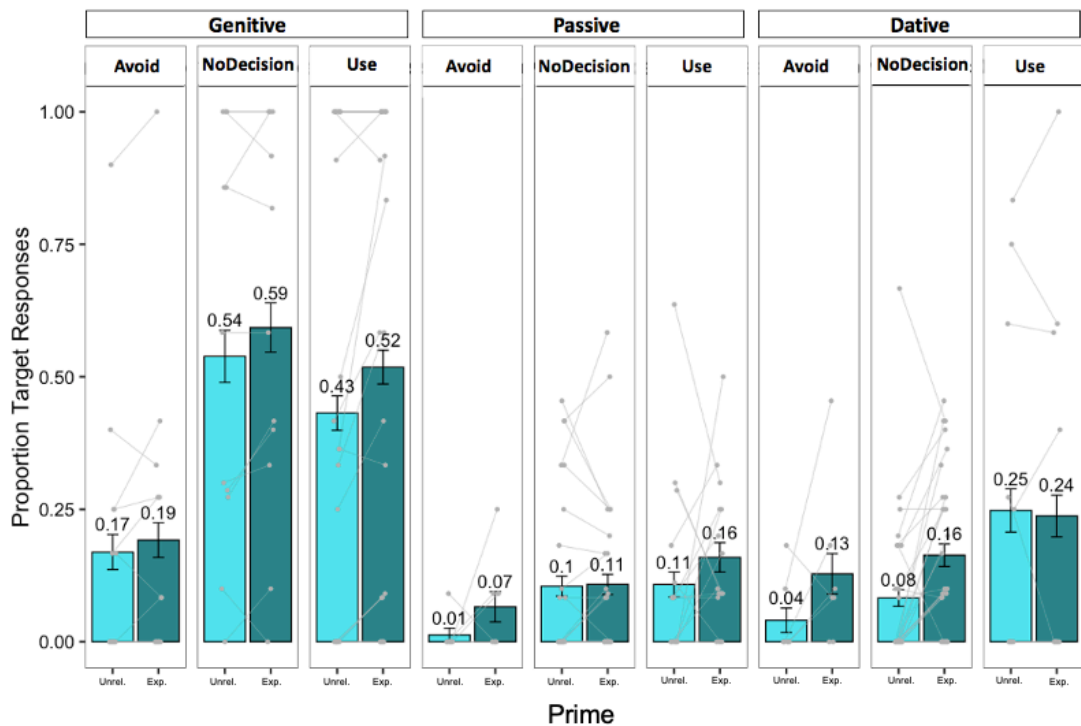 Genitive Passive Dative
Avoid NoDecision Use Avoid NoDecision Use Avoid NoDecision Use
Proportion Target Responses
1.00
0.75
0.50
0.25
0.00
0.17 0.19 0.54 0.59 0.43 0.52 0.01 0.07 0.1 0.11 0.11 0.16 0.04 0.13 0.08 0.16 0.25 0.24
Unrel. Exp. Unrel. Exp. Unrel. Exp. Unrel. Exp. Unrel. Exp. Unrel. Exp. Unrel. Exp. Unrel. Exp. Unrel. Exp.
Prime